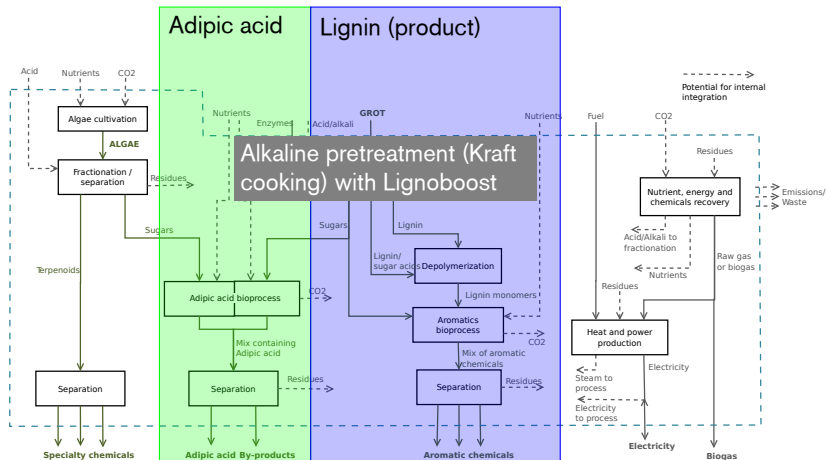 Adipic acid
Lignin (product)
Acid
Nutrients
CO2
Potential for internal
integration
Nutrients
Enzymes
Acid/alkali
GROT
Nutrients
Fuel
CO2
Algae cultivation
ALGAE
Alkaline pretreatment (Kraft
cooking) with Lignoboost
Residues
Fractionation /
separation
Residues
Nutrient, energy and
chemicals recovery
Emissions/
Waste
Sugars
Sugars
Lignin
Acid/Alkali to
fractionation
Raw gas
or biogas
Terpenoids
Lignin/
sugar acids
Depolymerization
Nutrients
Residues
Adipic acid bioprocess
CO2
Lignin monomers
Aromatics
bioprocess
CO2
Heat and power
production
Mix containing
Adipic acid
Mix of aromatic
chemicals
Steam to
process
Electricity
Separation
Separation
Residues
Separation
Residues
Electricity
to process
Specialty chemicals
Adipic acid By-products
Aromatic chemicals
Electricity
Biogas